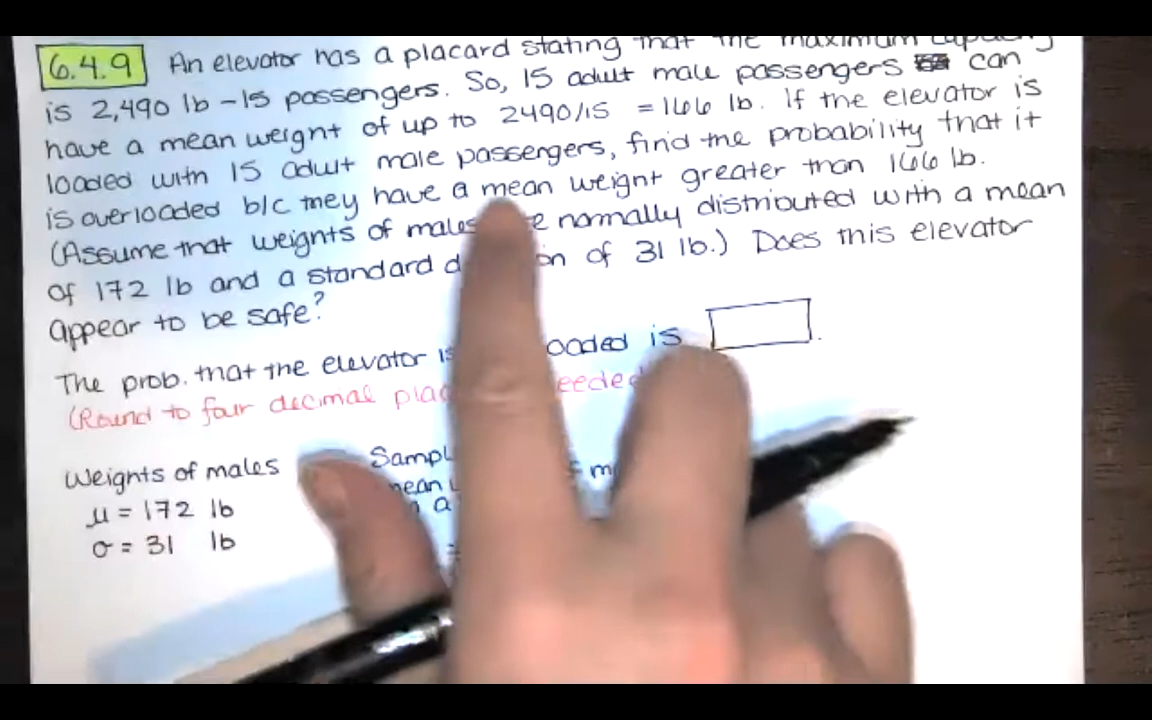 6.4.9 An elevator has a placard stating that the maximum capacity
is 2,490 lb - 15 passengers. So, 15 adult male passengers can
have a mean weight of up to 2490/15 = 166 lb. If the elevator is
loaded with 15 adult male passengers, find the probability that it
is overloaded b/c they have a mean weight greater than 166 lb.
(Assume that weights of males normally distributed with a mean
of 172 lb and a standard of 31 lb.) Does this elevator
appear to be safe?
The prob. that the elevator is is
(Round to four decimal
Weights of males
μ = 172 lb
σ = 31 lb